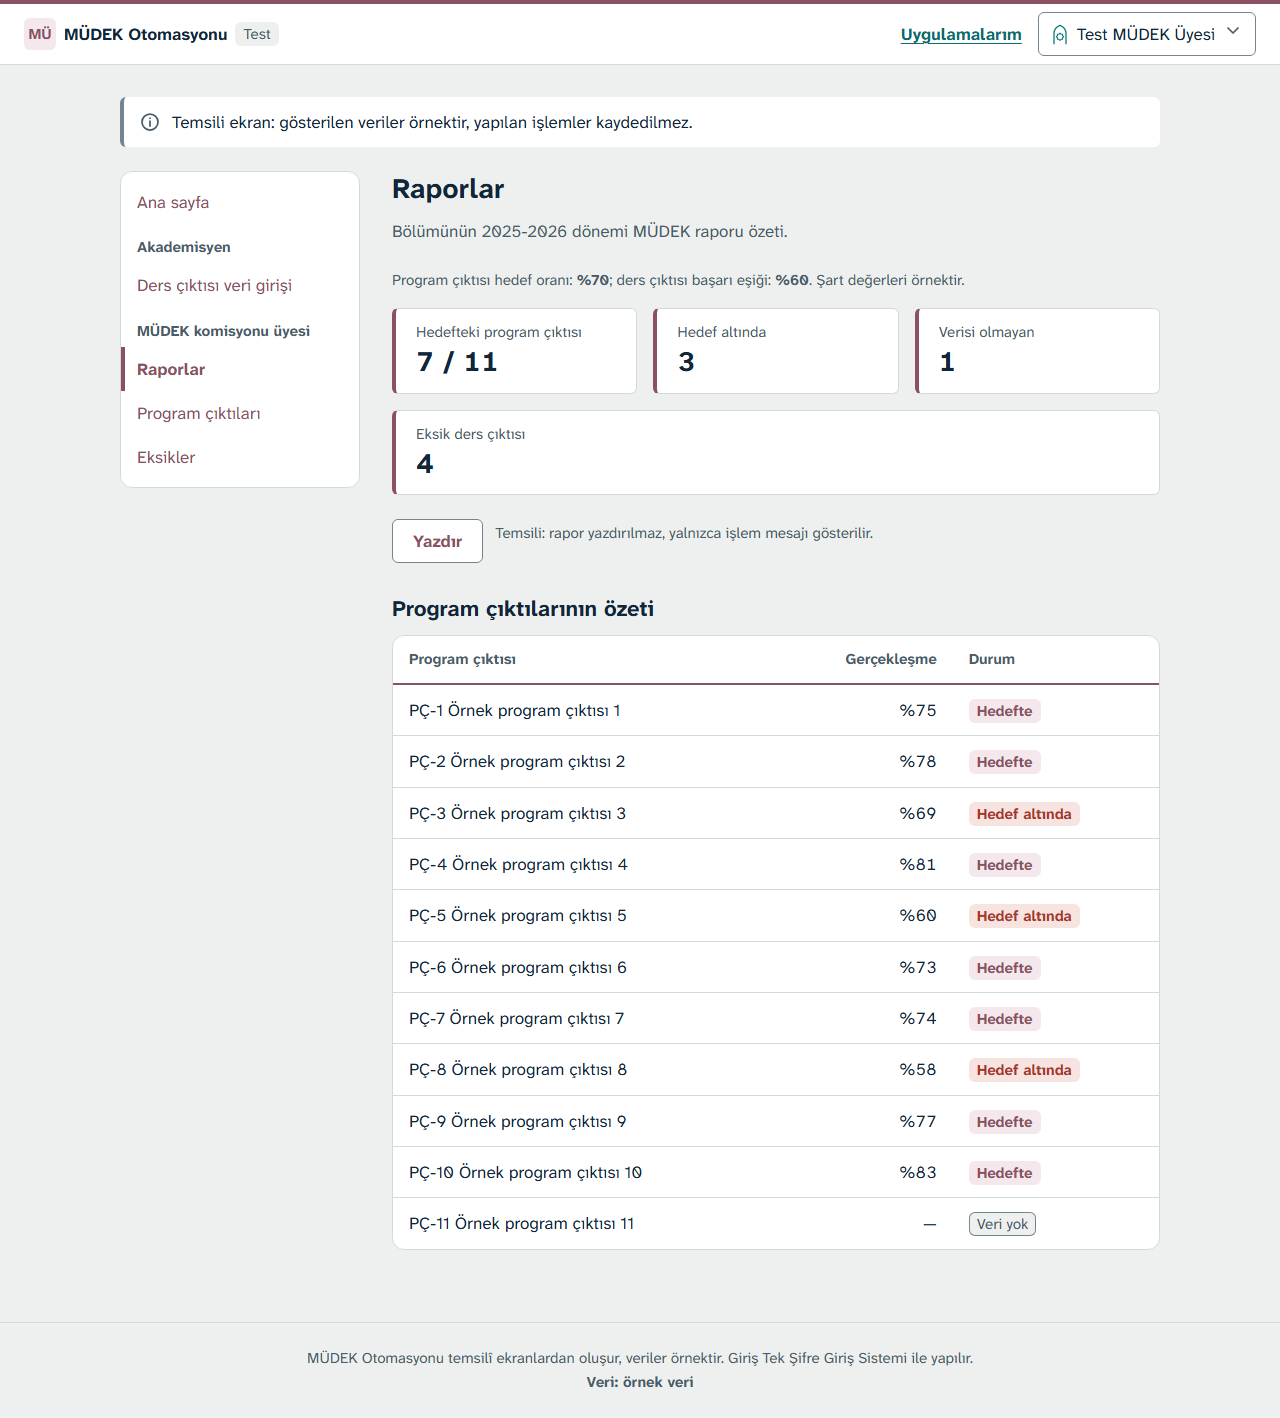 MÜ MÜDEK Otomasyonu Test
Uygulamalarım
Test MÜDEK Üyesi
Temsili ekran: gösterilen veriler örnektir, yapılan işlemler kaydedilmez.
Ana sayfa
Akademisyen
Ders çıktısı veri girişi
MÜDEK komisyonu üyesi
Raporlar
Program çıktıları
Eksikler
Raporlar
Bölümünün 2025-2026 dönemi MÜDEK raporu özeti.
Program çıktısı hedef oranı: %70; ders çıktısı başarı eşiği: %60. Şart değerleri örnektir.
Hedefteki program çıktısı
7 / 11
Hedef altında
3
Verisi olmayan
1
Eksik ders çıktısı
4
Yazdır
Temsili: rapor yazdırılmaz, yalnızca işlem mesajı gösterilir.
Program çıktılarının özeti
Program çıktısı Gerçekleşme Durum
PÇ-1 Örnek program çıktısı 1 %75 Hedefte
PÇ-2 Örnek program çıktısı 2 %78 Hedefte
PÇ-3 Örnek program çıktısı 3 %69 Hedef altında
PÇ-4 Örnek program çıktısı 4 %81 Hedefte
PÇ-5 Örnek program çıktısı 5 %60 Hedef altında
PÇ-6 Örnek program çıktısı 6 %73 Hedefte
PÇ-7 Örnek program çıktısı 7 %74 Hedefte
PÇ-8 Örnek program çıktısı 8 %58 Hedef altında
PÇ-9 Örnek program çıktısı 9 %77 Hedefte
PÇ-10 Örnek program çıktısı 10 %83 Hedefte
PÇ-11 Örnek program çıktısı 11 — Veri yok
MÜDEK Otomasyonu temsilî ekranlardan oluşur, veriler örnektir. Giriş Tek Şifre Giriş Sistemi ile yapılır.
Veri: örnek veri